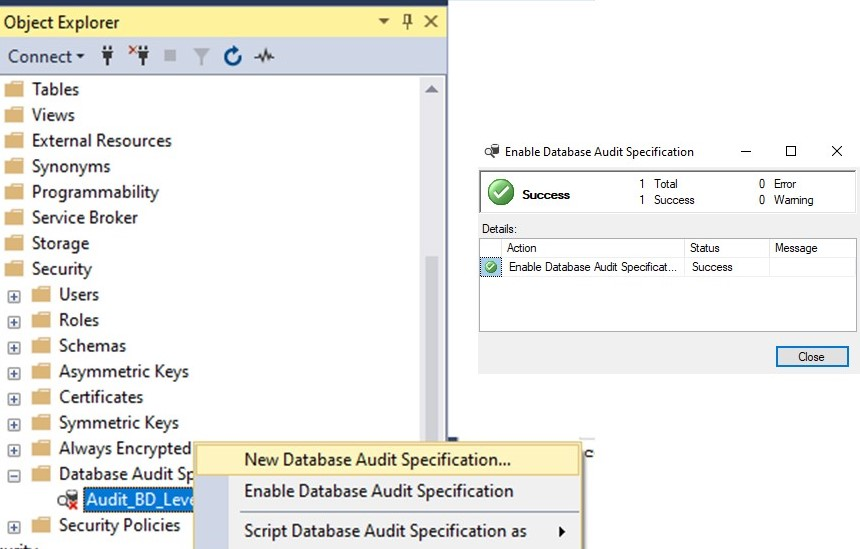 Object Explorer
Connect
Tables
Views
External Resources
Synonyms
Programmability
Service Broker
Storage
Security
Users
Roles
Schemas
Asymmetric Keys
Certificates
Symmetric Keys
Always Encrypted
Database Audit Sp
Audit_BD_Leve
Security Policies
New Database Audit Specification...
Enable Database Audit Specification
Script Database Audit Specification as
Enable Database Audit Specification
Success
1 Total 0 Error
1 Success 0 Warning
Details:
Action Status Message
Enable Database Audit Specificat... Success
Close